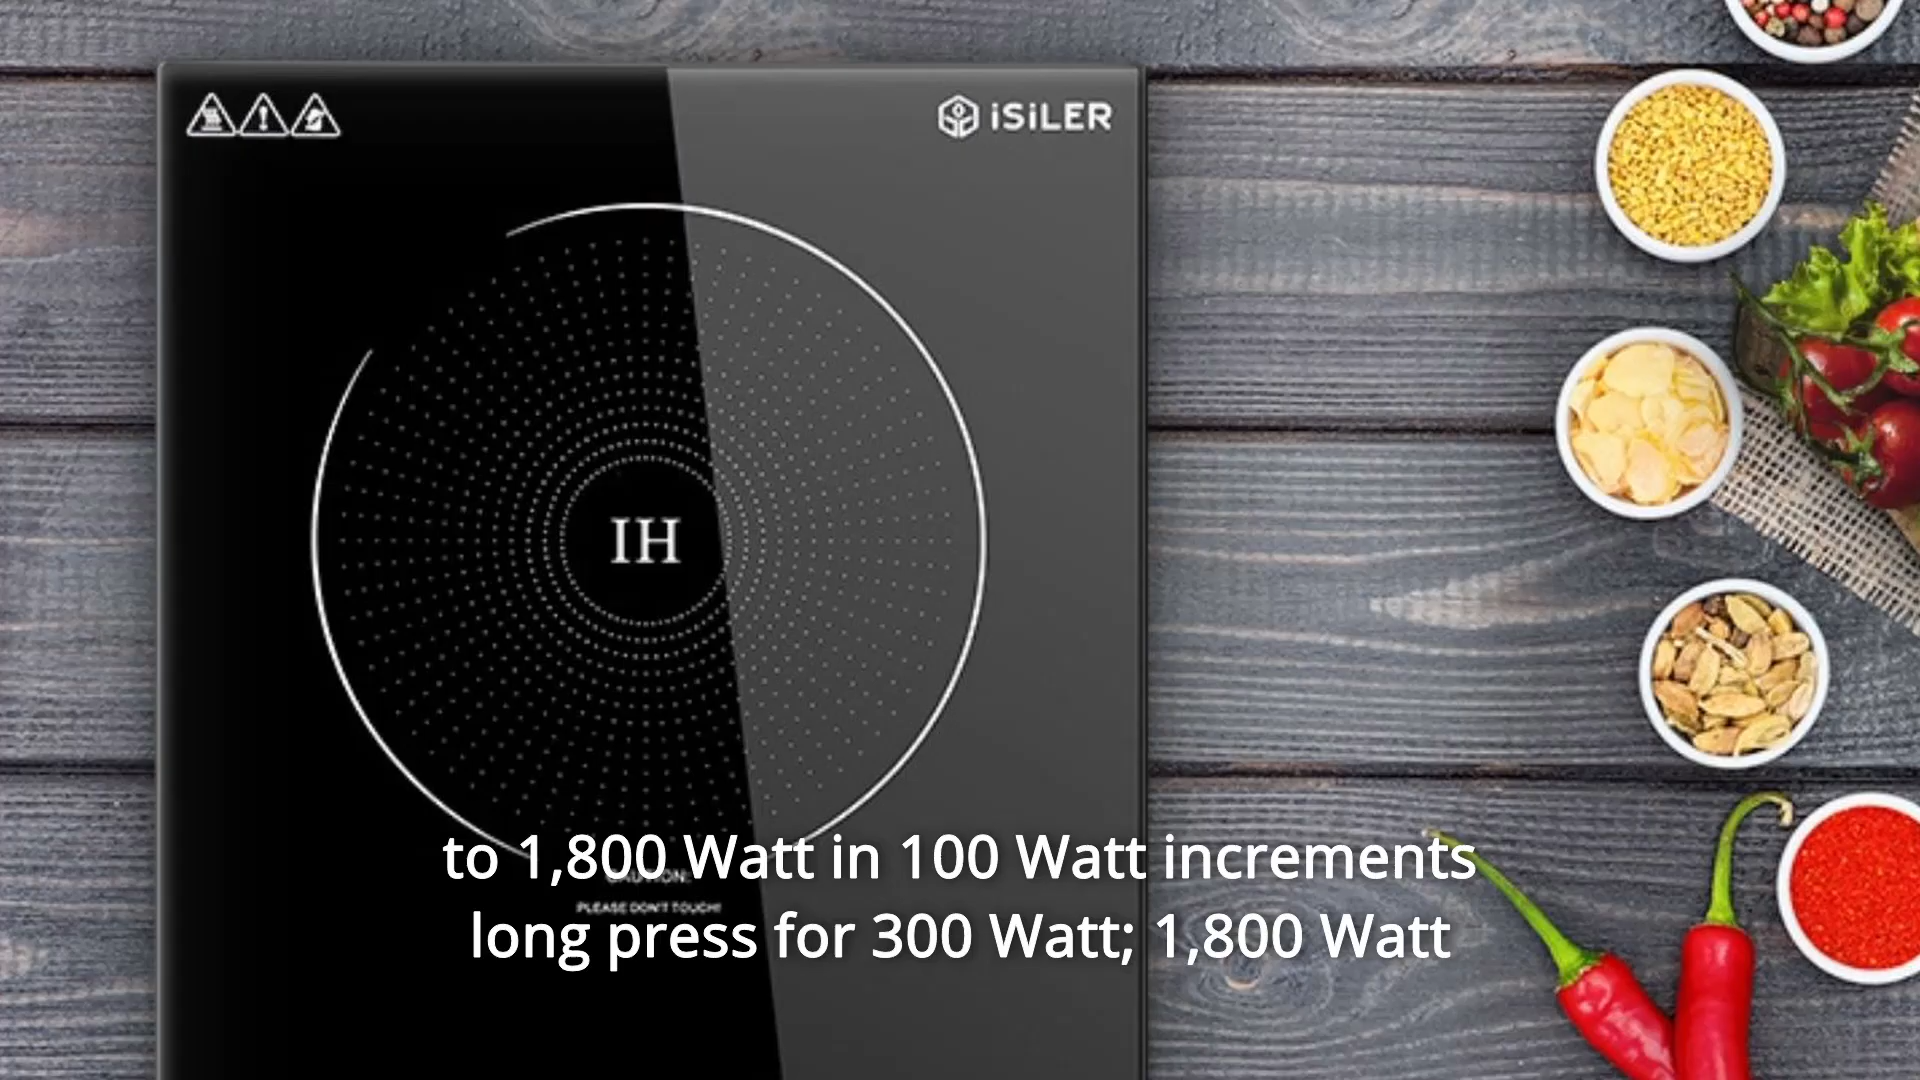 iSiLER
IH
CAUTION:
PLEASE DON'T TOUCH!
to 1,800 Watt in 100 Watt increments
long press for 300 Watt; 1,800 Watt